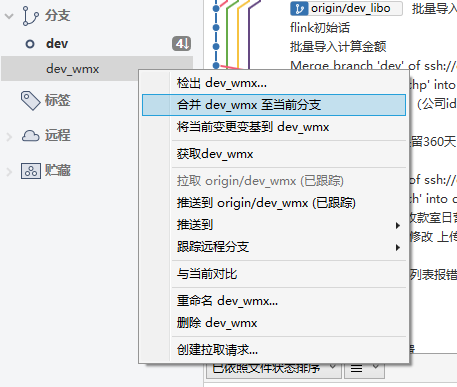 分支
dev
4↓
dev_wmx
标签
远程
贮藏
origin/dev_libo 批量导入
flink初始话
批量导入计算金额
Merge branch 'dev' of ssh://
into
(公司id
留360天
of ssh://
into
收款室日
修改 上传
列表报错
检出 dev_wmx...
合并 dev_wmx 至当前分支
将当前变更变基到 dev_wmx
获取dev_wmx
拉取 origin/dev_wmx (已跟踪)
推送到 origin/dev_wmx (已跟踪)
推送到
跟踪远程分支
与当前对比
重命名 dev_wmx...
删除 dev_wmx
创建拉取请求...
已依照文件状态排序